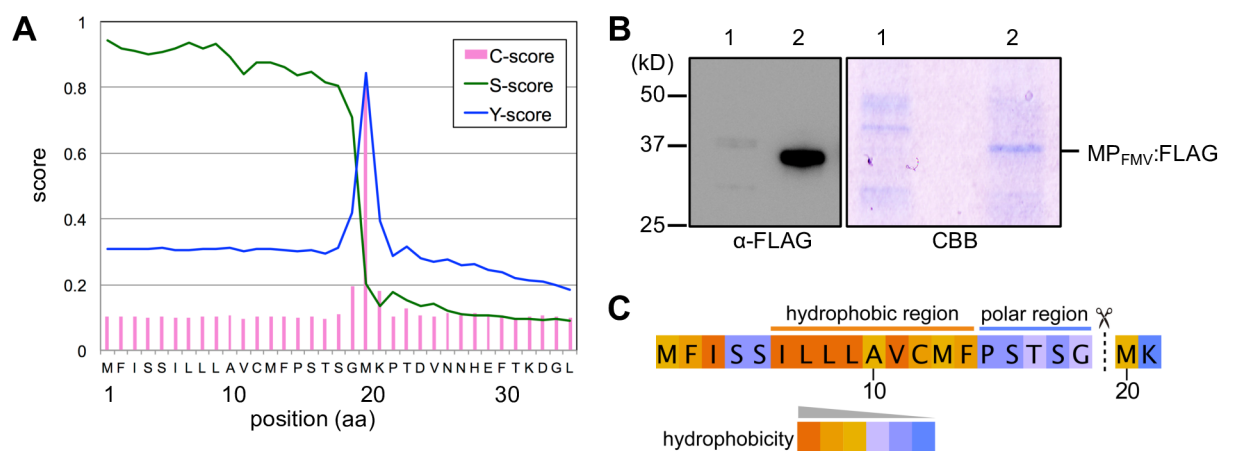 A
1
0.8
0.6
0.4
0.2
0
score
C-score
S-score
Y-score
M F I S S I L L L A V C M F P S T S G M K P T D V N N H E F T K D G L
1 10 20 30
position (aa)
B
1 2 1 2
(kD)
50
37
25
MPFMV:FLAG
α-FLAG CBB
C
hydrophobic region polar region
M F I S S I L L L A V C M F P S T S G M K
10 20
hydrophobicity